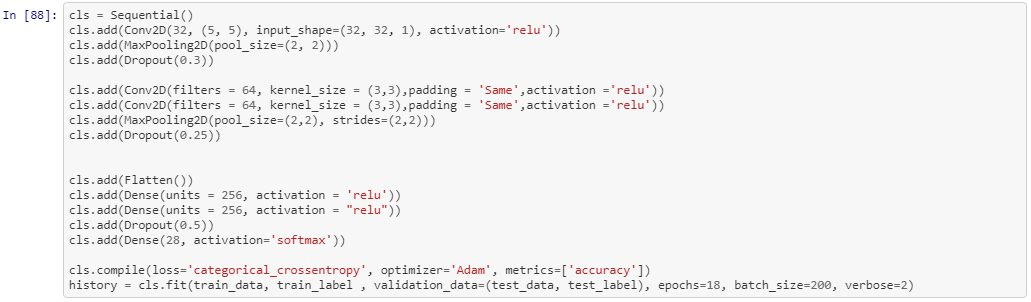 In [88]:
cls = Sequential()
cls.add(Conv2D(32, (5, 5), input_shape=(32, 32, 1), activation='relu'))
cls.add(MaxPooling2D(pool_size=(2, 2)))
cls.add(Dropout(0.3))
cls.add(Conv2D(filters = 64, kernel_size = (3,3),padding = 'Same',activation ='relu'))
cls.add(Conv2D(filters = 64, kernel_size = (3,3),padding = 'Same',activation ='relu'))
cls.add(MaxPooling2D(pool_size=(2,2), strides=(2,2)))
cls.add(Dropout(0.25))
cls.add(Flatten())
cls.add(Dense(units = 256, activation = 'relu'))
cls.add(Dense(units = 256, activation = "relu"))
cls.add(Dropout(0.5))
cls.add(Dense(28, activation='softmax'))
cls.compile(loss='categorical_crossentropy', optimizer='Adam', metrics=['accuracy'])
history = cls.fit(train_data, train_label , validation_data=(test_data, test_label), epochs=18, batch_size=200, verbose=2)